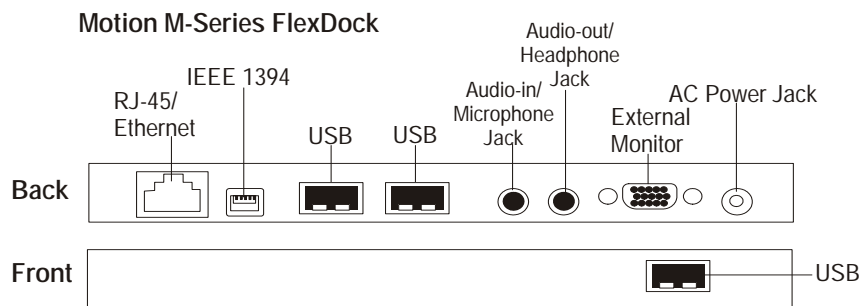 Motion M-Series FlexDock
RJ-45/
Ethernet
IEEE 1394
USB
USB
Audio-in/
Microphone
Jack
Audio-out/
Headphone
Jack
External
Monitor
AC Power Jack
Back
Front
USB